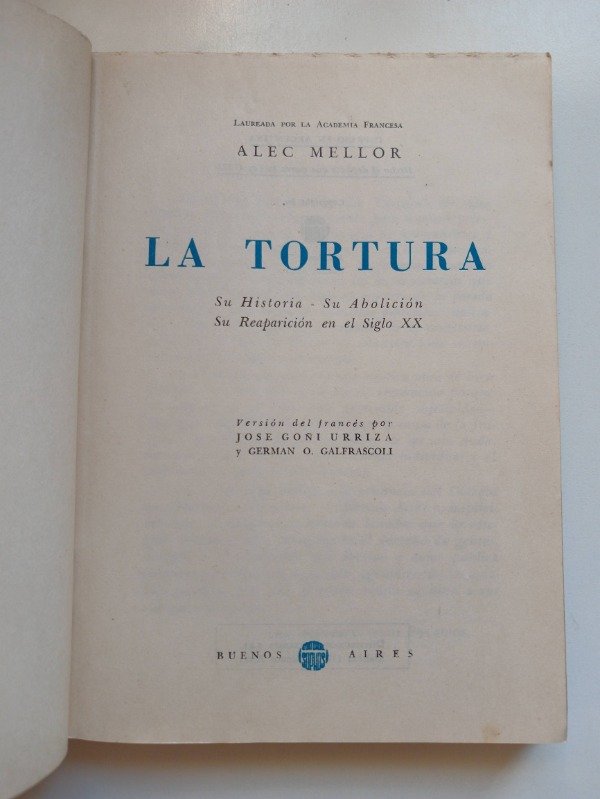 LAUREADA POR LA ACADEMIA FRANCESA
ALEC MELLOR
LA TORTURA
Su Historia - Su Abolición
Su Reaparición en el Siglo XX
Versión del francés por
JOSE GOÑI URRIZA
y GERMAN O. GALFRASCOLI
BUENOS AIRES